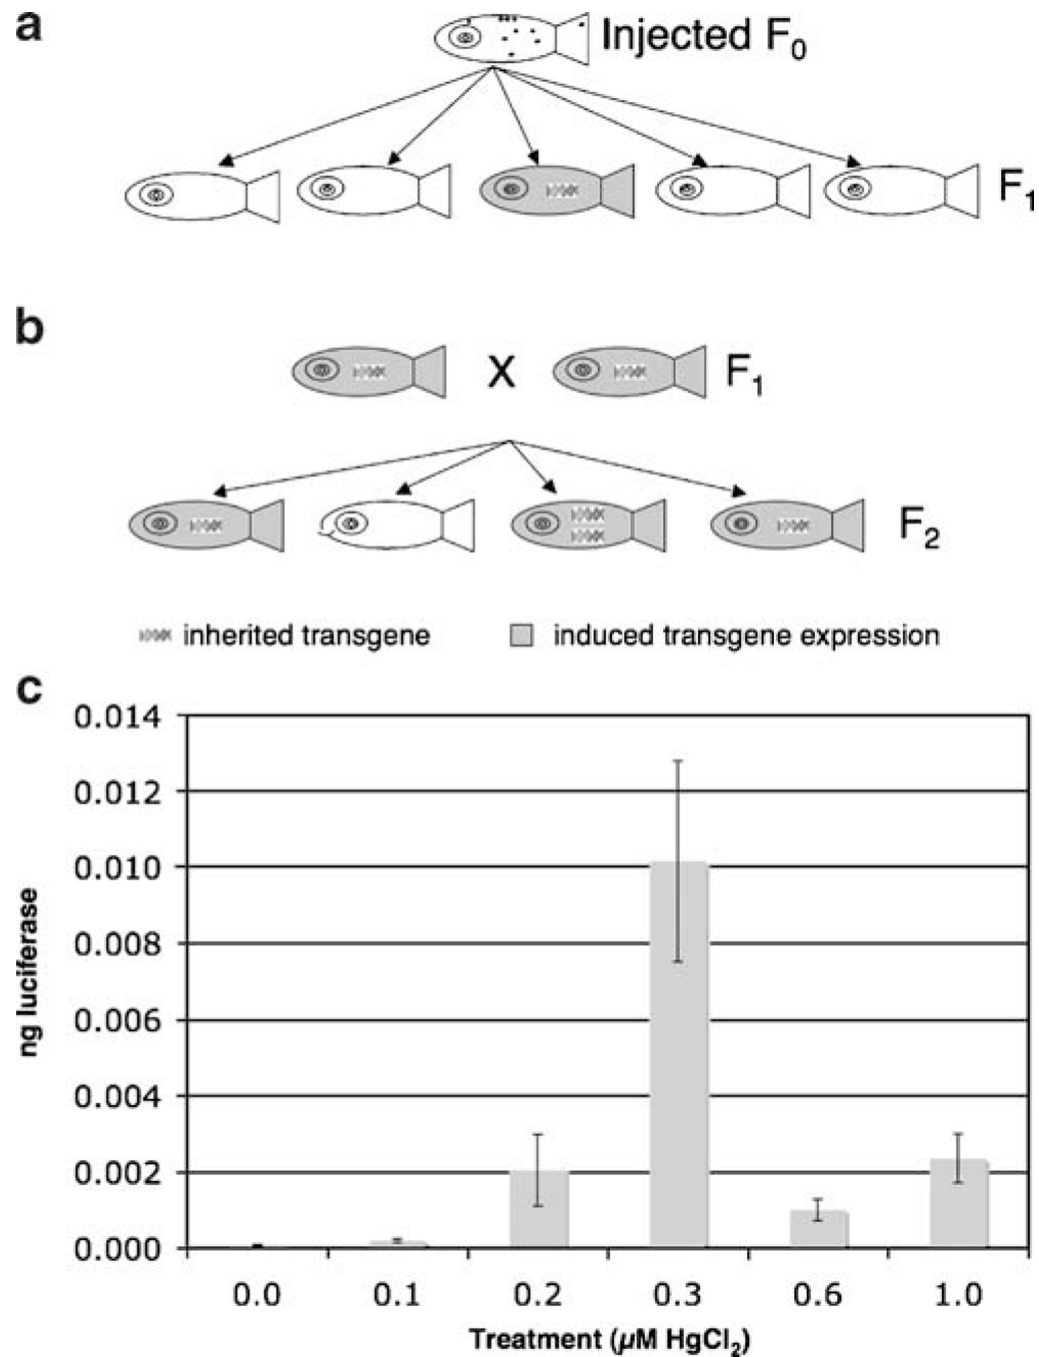 a
Injected F0
F1
b
X
F1
F2
inherited transgene
induced transgene expression
c
0.014
0.012
0.010
0.008
0.006
0.004
0.002
0.000
ng luciferase
0.0 0.1 0.2 0.3 0.6 1.0
Treatment (µM HgCl2)